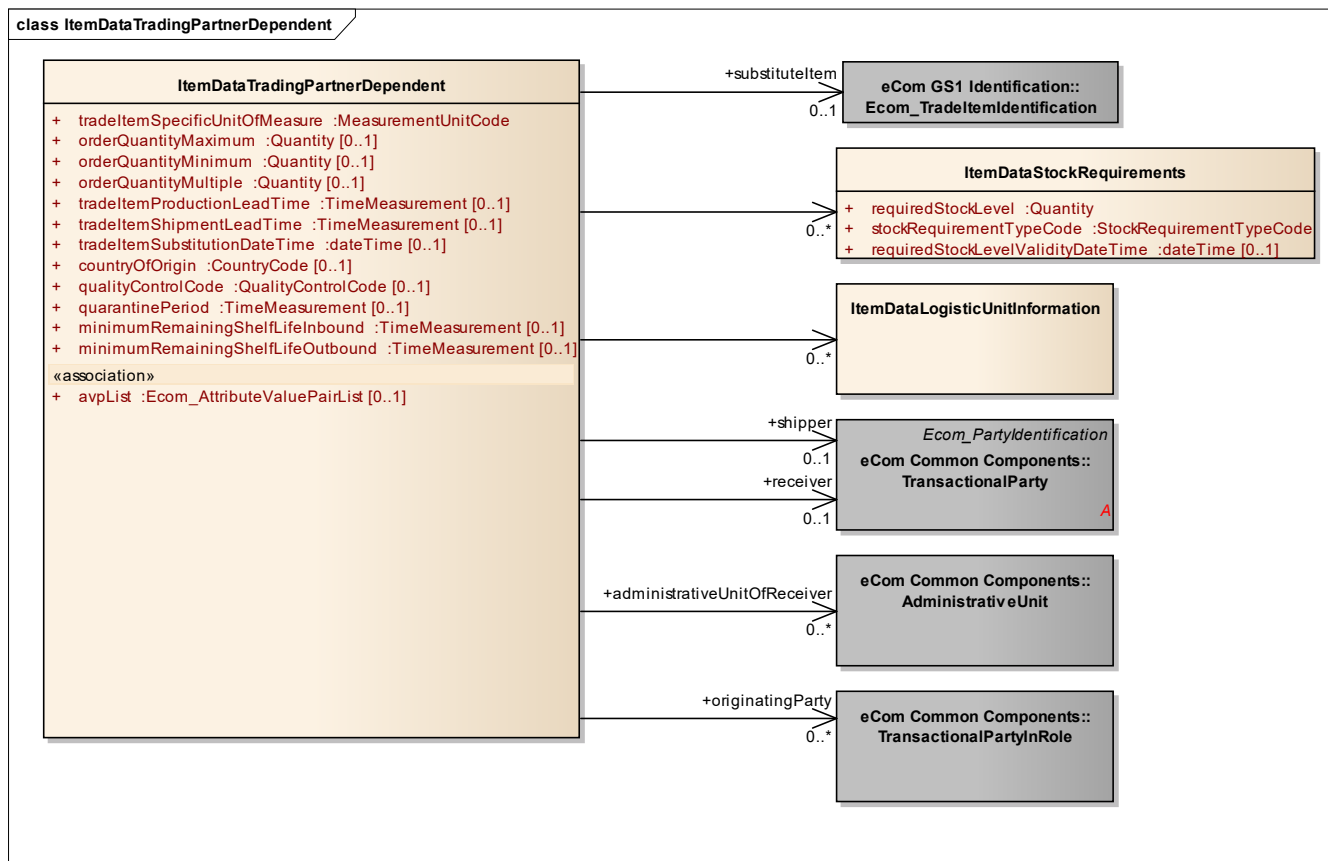 class ItemDataTradingPartnerDependent
ItemDataTradingPartnerDependent
+ tradeItemSpecificUnitOfMeasure :MeasurementUnitCode
+ orderQuantityMaximum :Quantity [0..1]
+ orderQuantityMinimum :Quantity [0..1]
+ orderQuantityMultiple :Quantity [0..1]
+ tradeItemProductionLeadTime :TimeMeasurement [0..1]
+ tradeItemShipmentLeadTime :TimeMeasurement [0..1]
+ tradeItemSubstitutionDateTime :dateTime [0..1]
+ countryOfOrigin :CountryCode [0..1]
+ qualityControlCode :QualityControlCode [0..1]
+ quarantinePeriod :TimeMeasurement [0..1]
+ minimumRemainingShelfLifeInbound :TimeMeasurement [0..1]
+ minimumRemainingShelfLifeOutbound :TimeMeasurement [0..1]
«association»
+ avpList :Ecom_AttributeValuePairList [0..1]
+substituteItem
0..1
eCom GS1 Identification::
Ecom_TradeItemIdentification
0..*
ItemDataStockRequirements
+ requiredStockLevel :Quantity
+ stockRequirementTypeCode :StockRequirementTypeCode
+ requiredStockLevelValidityDateTime :dateTime [0..1]
0..*
ItemDataLogisticUnitInformation
+shipper
0..1
+receiver
0..1
Ecom_PartyIdentification
eCom Common Components::
TransactionalParty
A
+administrativeUnitOfReceiver
0..*
eCom Common Components::
AdministrativeUnit
+originatingParty
0..*
eCom Common Components::
TransactionalPartyInRole